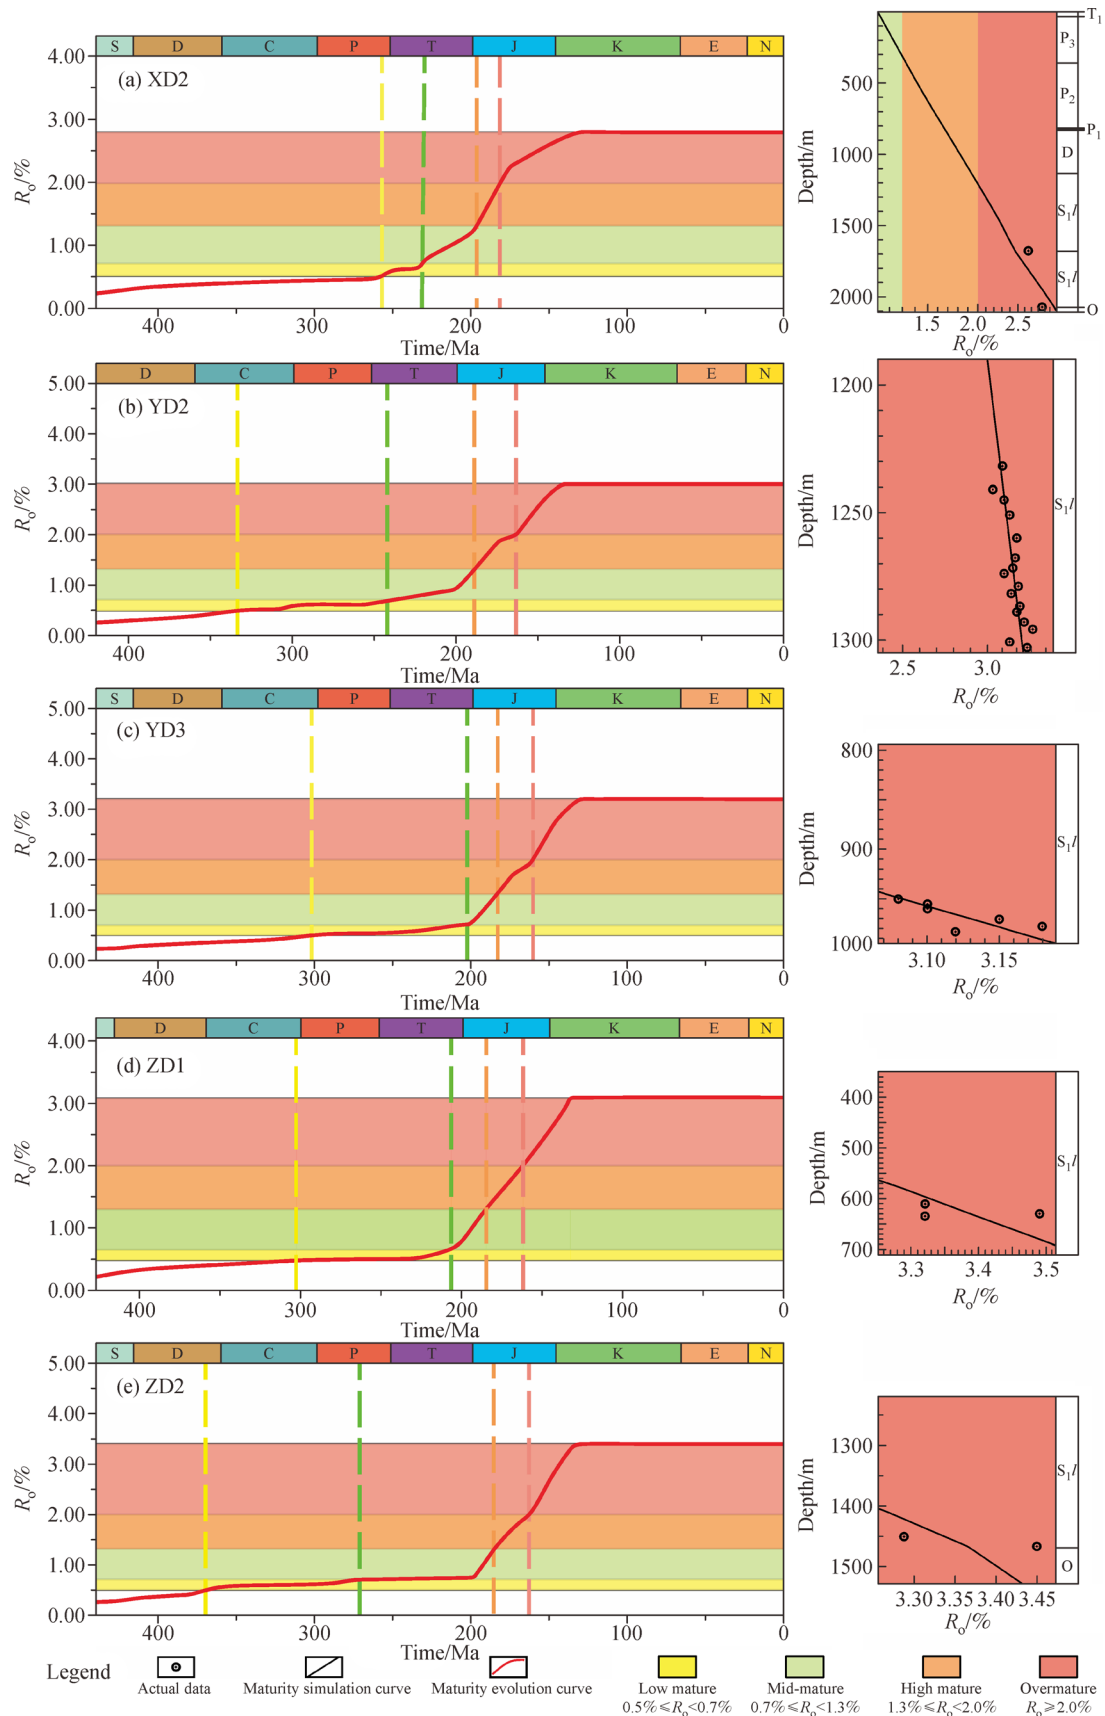 S D C P T J K E N
(a) XD2
4.00
3.00
2.00
1.00
0.00
Ro/%
400 300 200 100 0
Time/Ma
T1
P3
P2
P1
D
S1l
S1l
O
500
1000
1500
2000
Depth/m
1.5 2.0 2.5
Ro/%
D C P T J K E N
(b) YD2
5.00
4.00
3.00
2.00
1.00
0.00
Ro/%
400 300 200 100 0
Time/Ma
1200
1250
1300
Depth/m
S1l
2.5 3.0
Ro/%
S D C P T J K E N
(c) YD3
5.00
4.00
3.00
2.00
1.00
0.00
Ro/%
400 300 200 100 0
Time/Ma
800
900
1000
Depth/m
S1l
3.10 3.15
Ro/%
D C P T J K E N
(d) ZD1
4.00
3.00
2.00
1.00
0.00
Ro/%
400 300 200 100 0
Time/Ma
400
500
600
700
Depth/m
S1l
3.3 3.4 3.5
Ro/%
S D C P T J K E N
(e) ZD2
5.00
4.00
3.00
2.00
1.00
0.00
Ro/%
400 300 200 100 0
Time/Ma
1300
1400
1500
Depth/m
S1l
O
3.30 3.35 3.40 3.45
Ro/%
Legend
Actual data
Maturity simulation curve
Maturity evolution curve
Low mature
0.5%⩽Ro<0.7%
Mid-mature
0.7%⩽Ro<1.3%
High mature
1.3%⩽Ro<2.0%
Overmature
Ro⩾2.0%